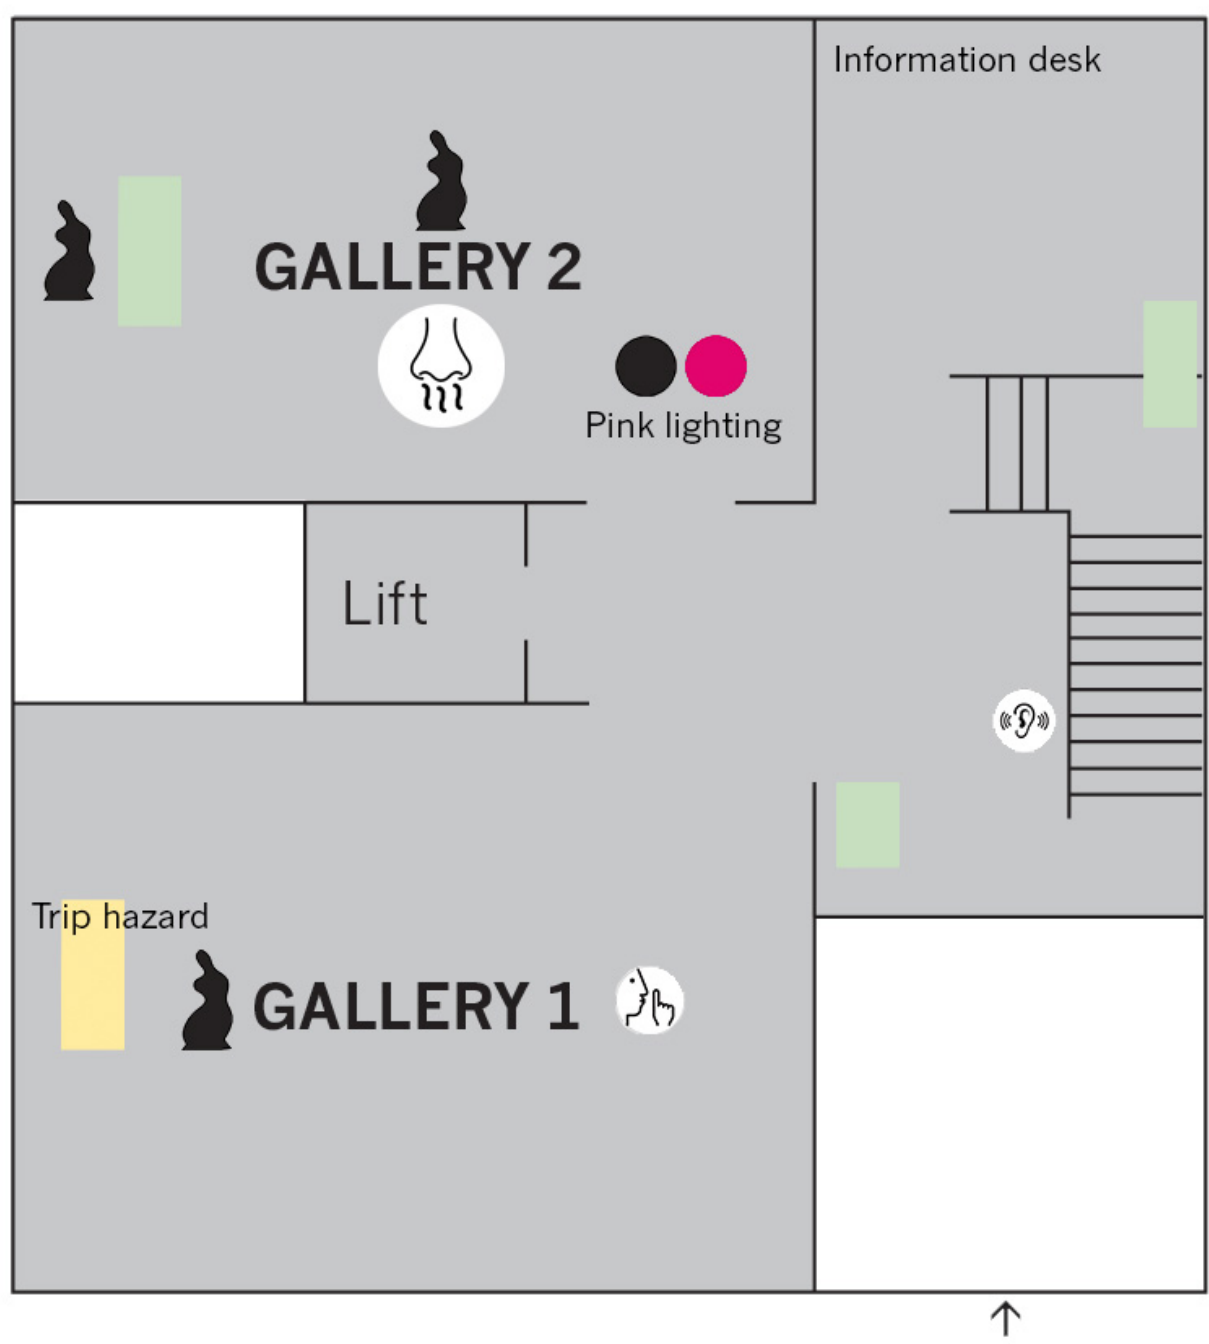 Information desk
GALLERY 2
Pink lighting
Lift
Trip hazard
GALLERY 1